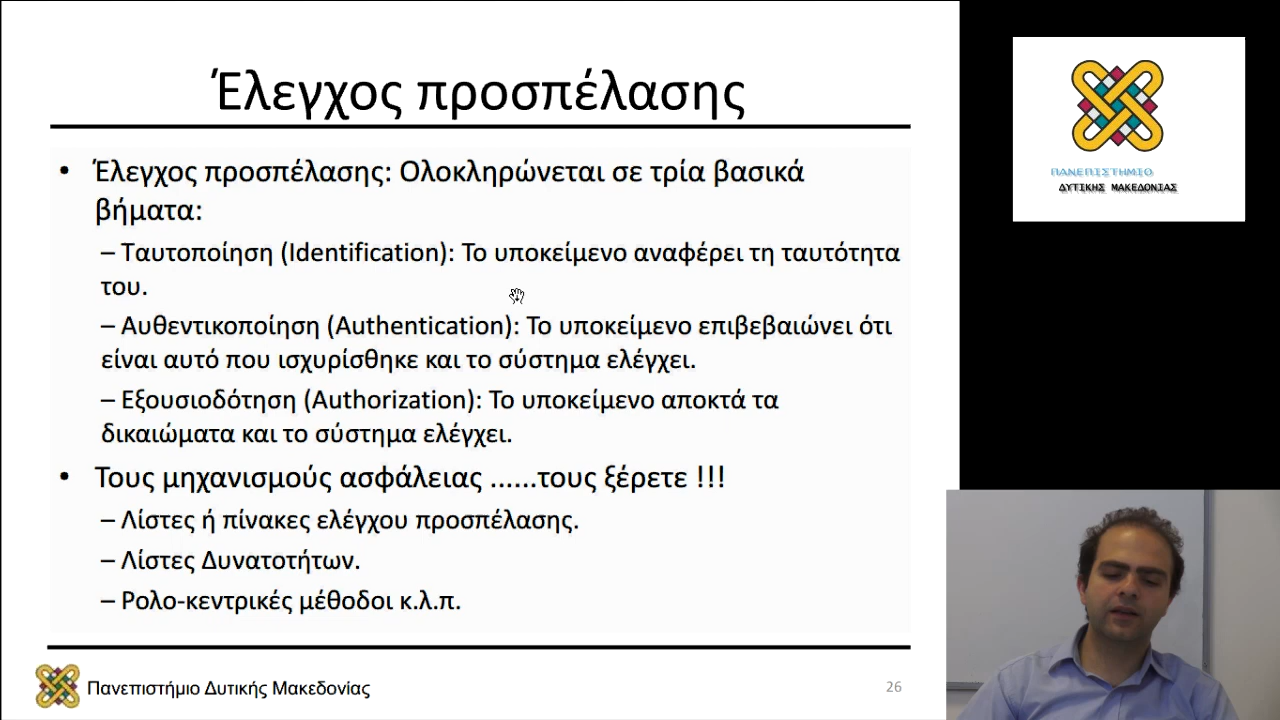 Έλεγχος προσπέλασης
• Έλεγχος προσπέλασης: Ολοκληρώνεται σε τρία βασικά
βήματα:
– Ταυτοποίηση (Identification): Το υποκείμενο αναφέρει τη ταυτότητα
του.
– Αυθεντικοποίηση (Authentication): Το υποκείμενο επιβεβαιώνει ότι
είναι αυτό που ισχυρίσθηκε και το σύστημα ελέγχει.
– Εξουσιοδότηση (Authorization): Το υποκείμενο αποκτά τα
δικαιώματα και το σύστημα ελέγχει.
• Τους μηχανισμούς ασφάλειας ......τους ξέρετε !!!
– Λίστες ή πίνακες ελέγχου προσπέλασης.
– Λίστες Δυνατοτήτων.
– Ρολο-κεντρικές μέθοδοι κ.λ.π.
Πανεπιστήμιο Δυτικής Μακεδονίας
26
ΠΑΝΕΠΙΣΤΗΜΙΟ
ΔΥΤΙΚΗΣ ΜΑΚΕΔΟΝΙΑΣ